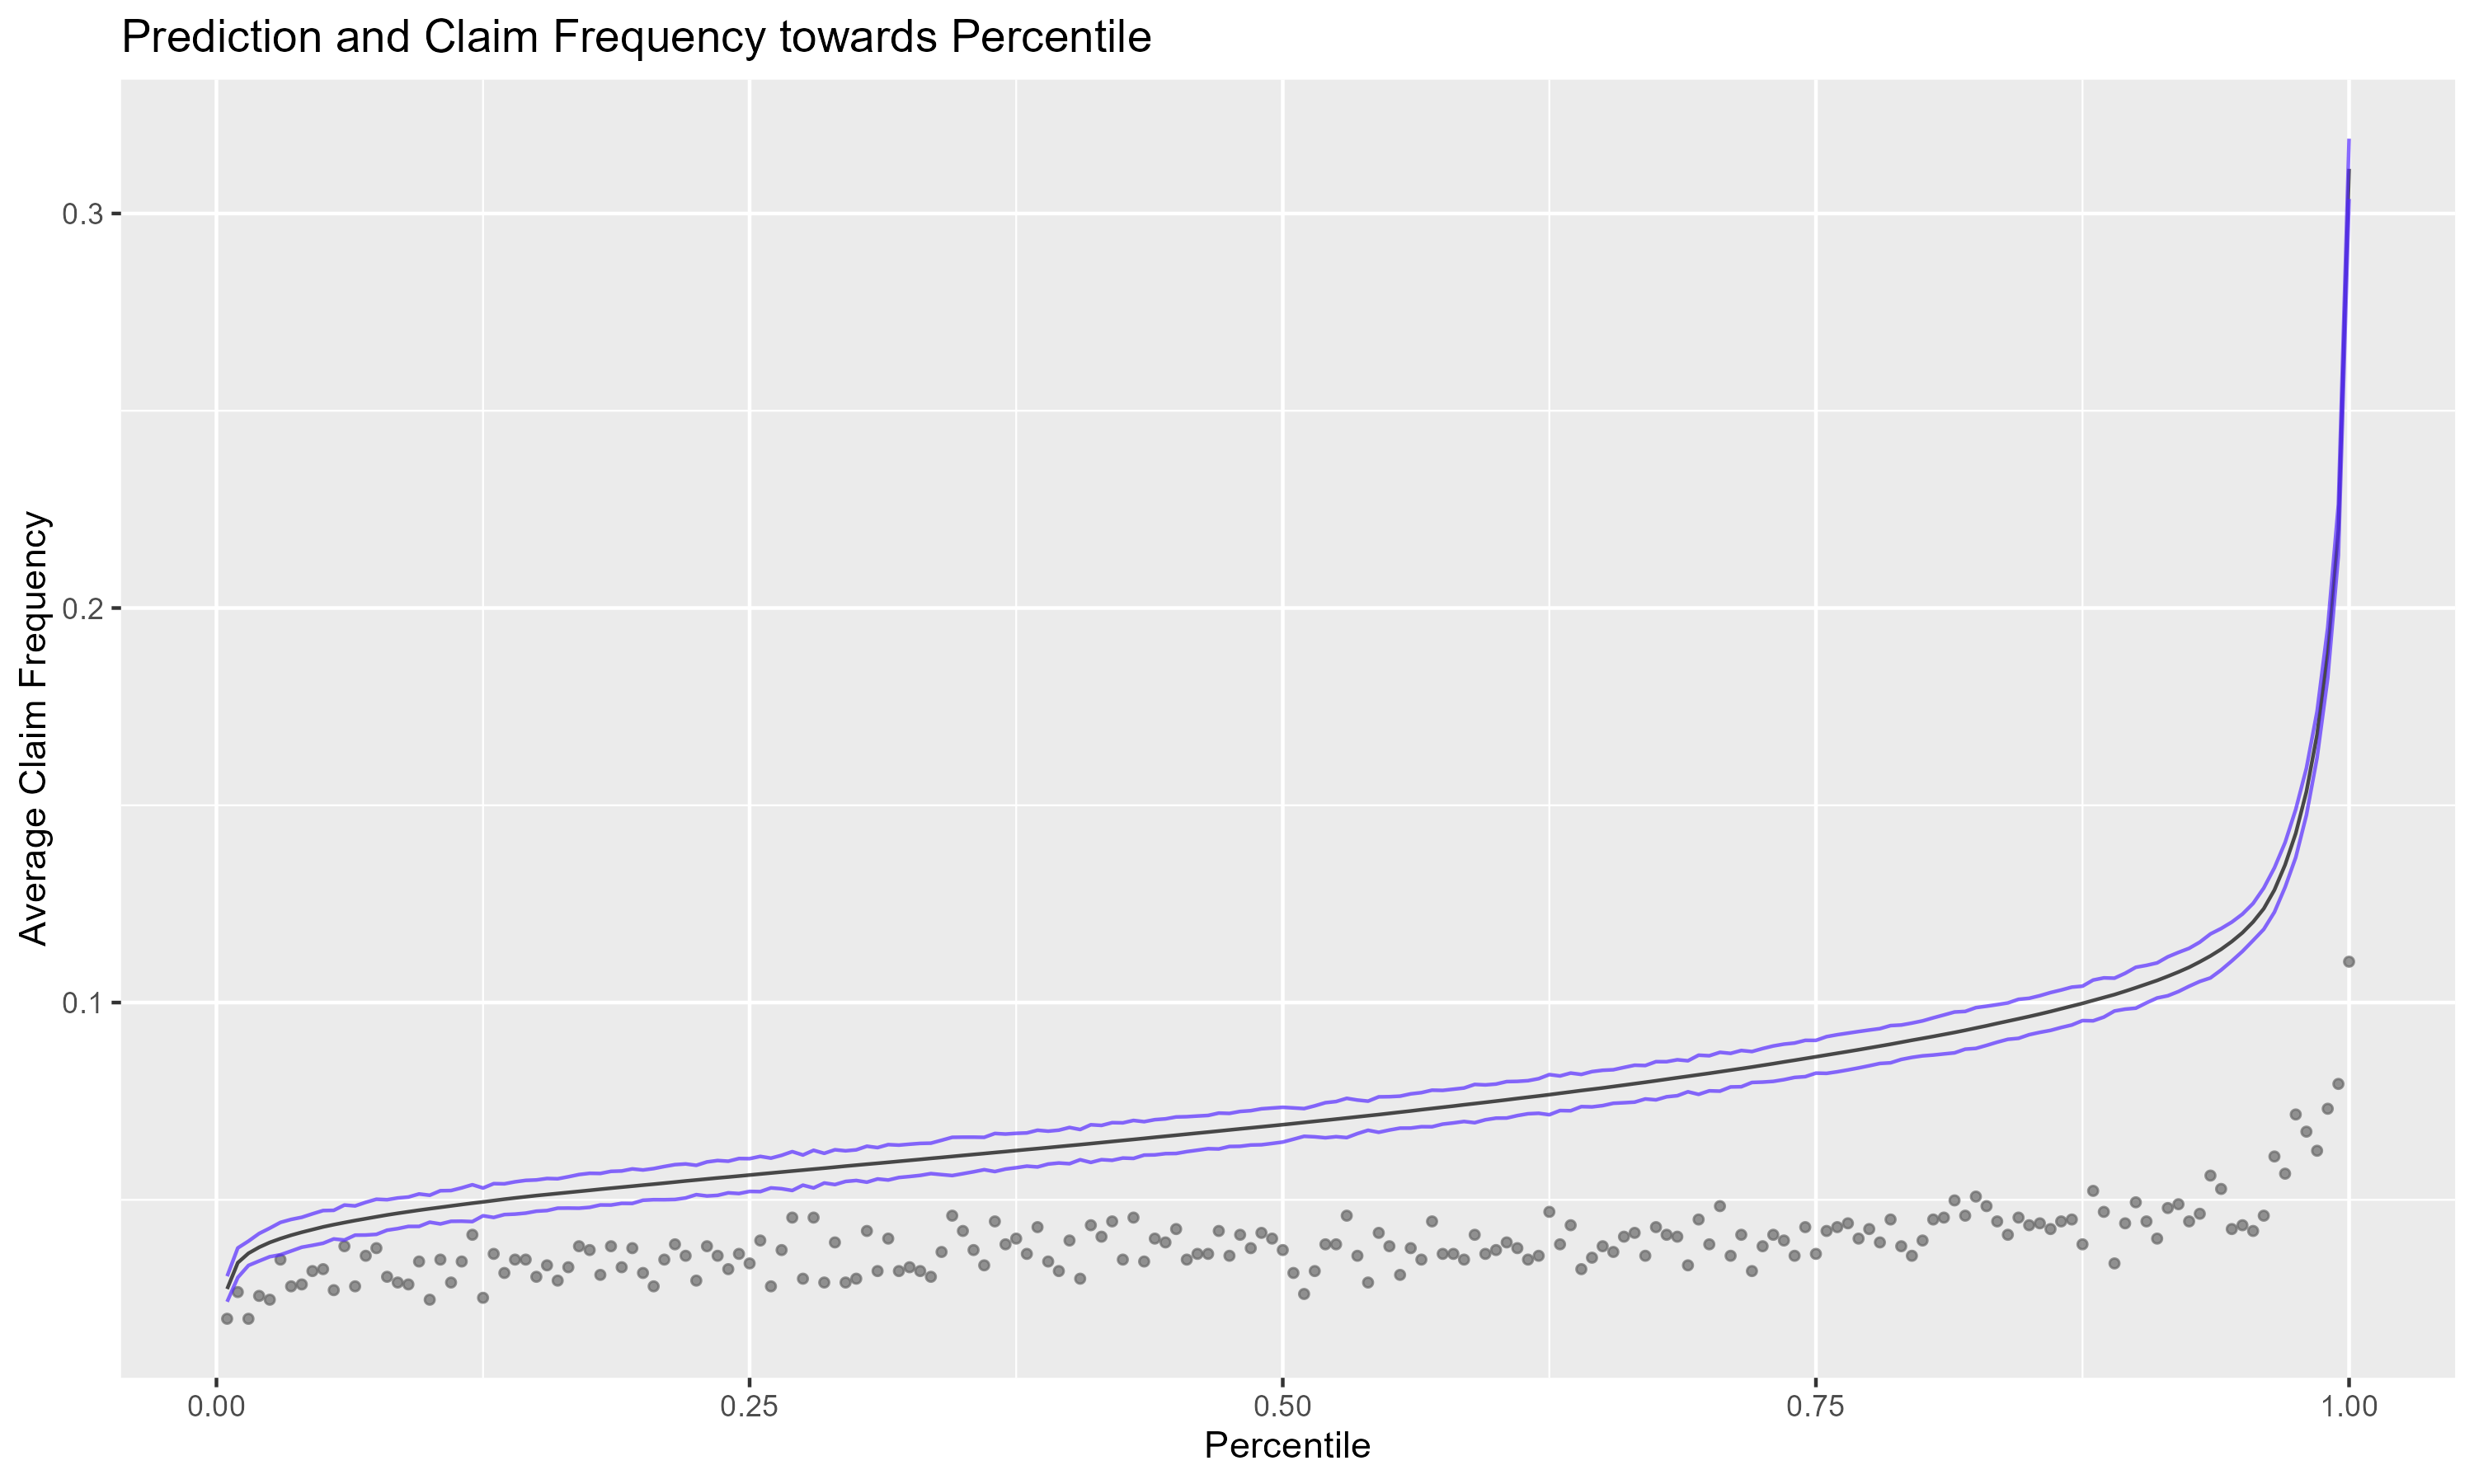 Prediction and Claim Frequency towards Percentile
Average Claim Frequency
0.3
0.2
0.1
0.00 0.25 0.50 0.75 1.00
Percentile